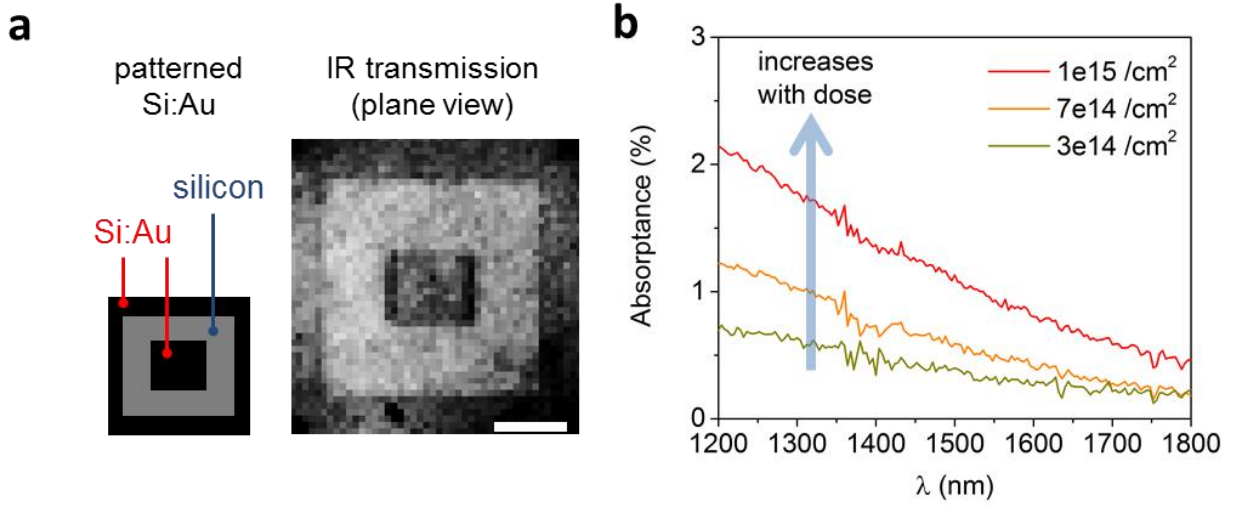 a
patterned
Si:Au
IR transmission
(plane view)
silicon
Si:Au
b
3
2
1
0
Absorptance (%)
increases
with dose
1e15 /cm²
7e14 /cm²
3e14 /cm²
1200 1300 1400 1500 1600 1700 1800
λ (nm)